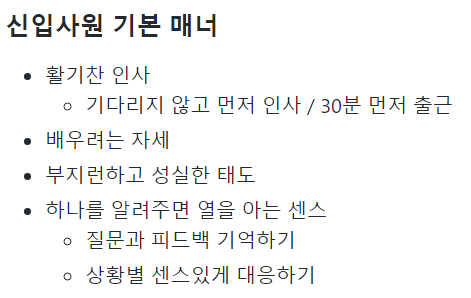 신입사원 기본 매너
활기찬 인사
기다리지 않고 먼저 인사 / 30분 먼저 출근
배우려는 자세
부지런하고 성실한 태도
하나를 알려주면 열을 아는 센스
질문과 피드백 기억하기
상황별 센스있게 대응하기